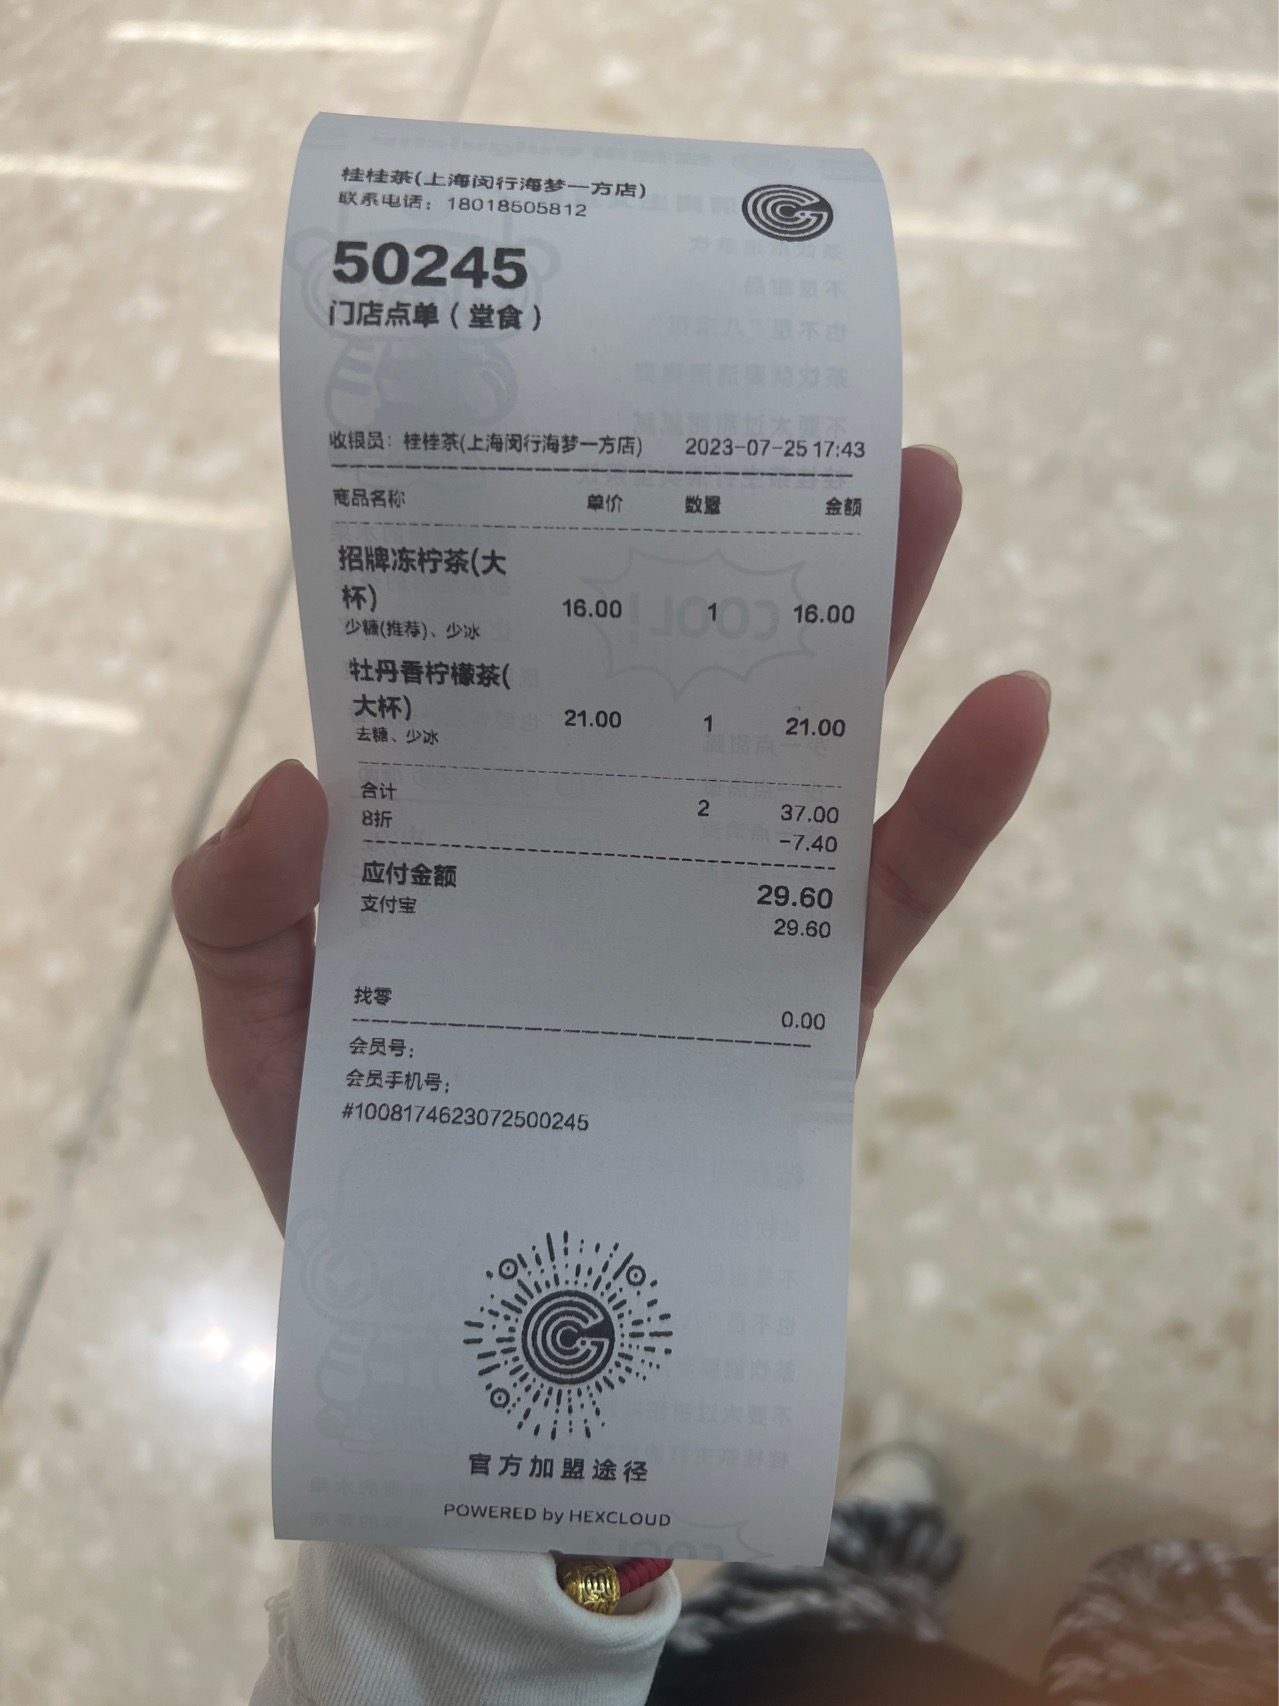 桂桂茶(上海闵行海梦一方店)
联系电话：18018505812
50245
门店点单（堂食）
收银员：桂桂茶(上海闵行海梦一方店) 2023-07-25 17:43
商品名称 单价 数量 金额
招牌冻柠茶(大
杯) 16.00 1 16.00
少糖(推荐)、少冰
牡丹香柠檬茶(
大杯) 21.00 1 21.00
去糖、少冰
合计 2 37.00
8折 -7.40
应付金额 29.60
支付宝 29.60
找零 0.00
会员号：
会员手机号：
#1008174623072500245
官方加盟途径
POWERED by HEXCLOUD